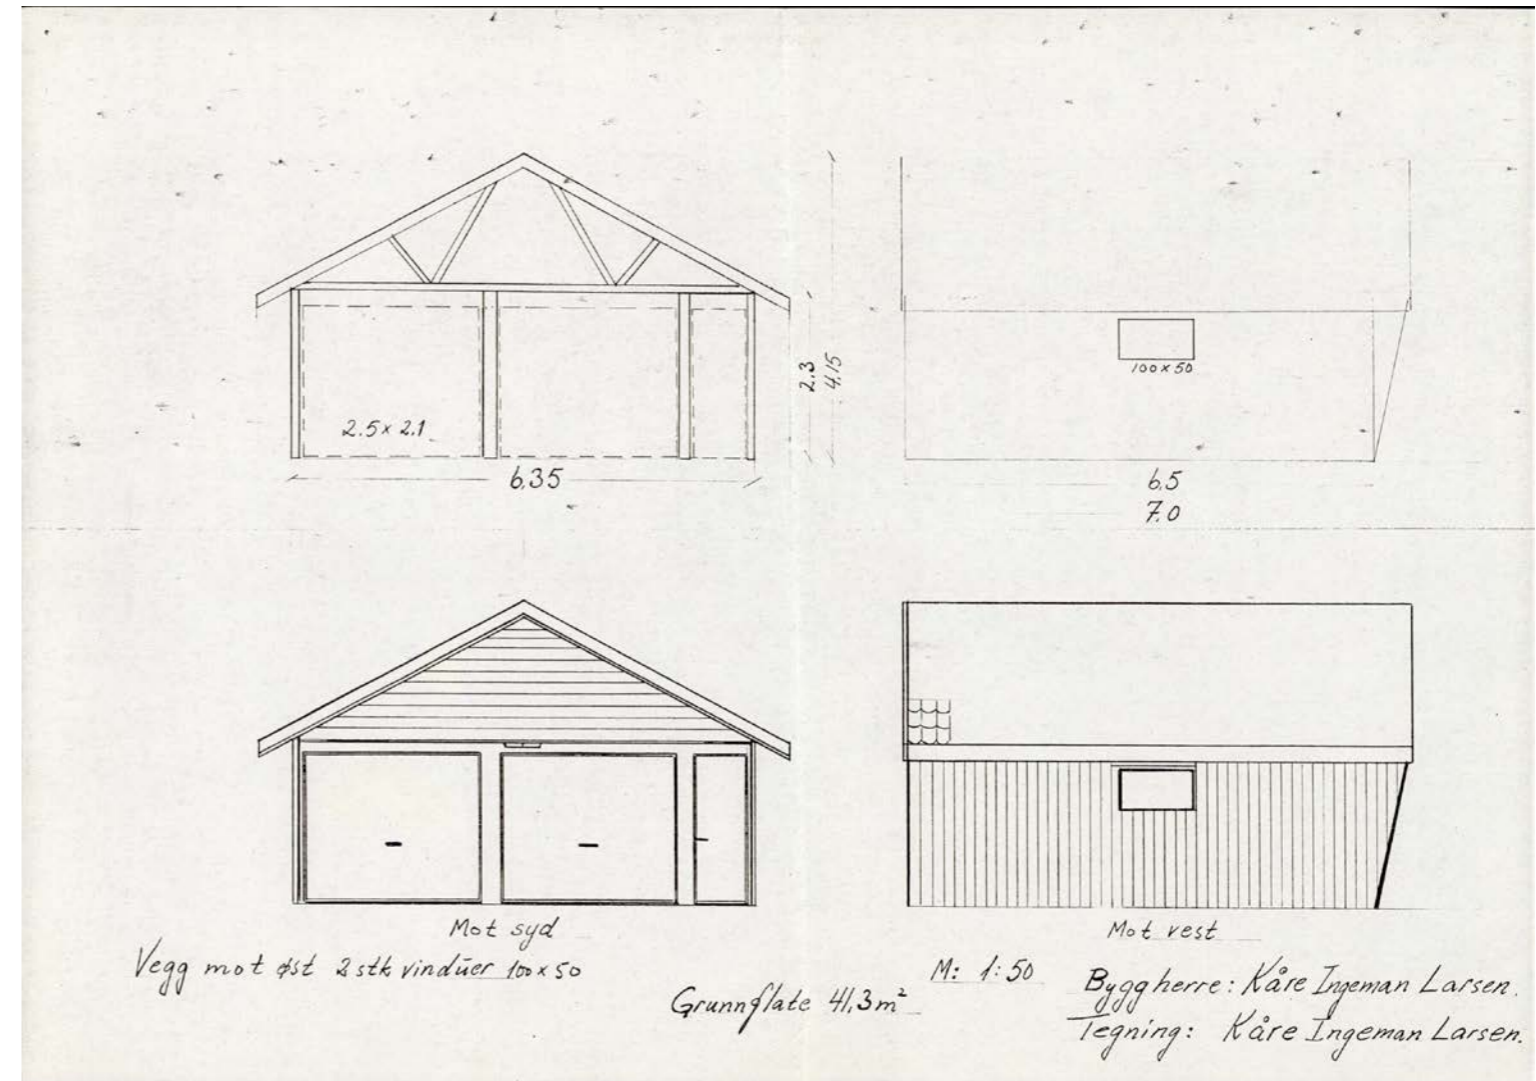 2.3
4.15
100 x 50
2.5 x 2.1
6.35
6.5
7.0
Mot syd
Mot vest
Vegg mot øst 2 stk vinduer 100 x 50
M: 1:50
Grunnflate 41,3 m²
Byggherre: Kåre Ingeman Larsen.
Tegning: Kåre Ingeman Larsen.